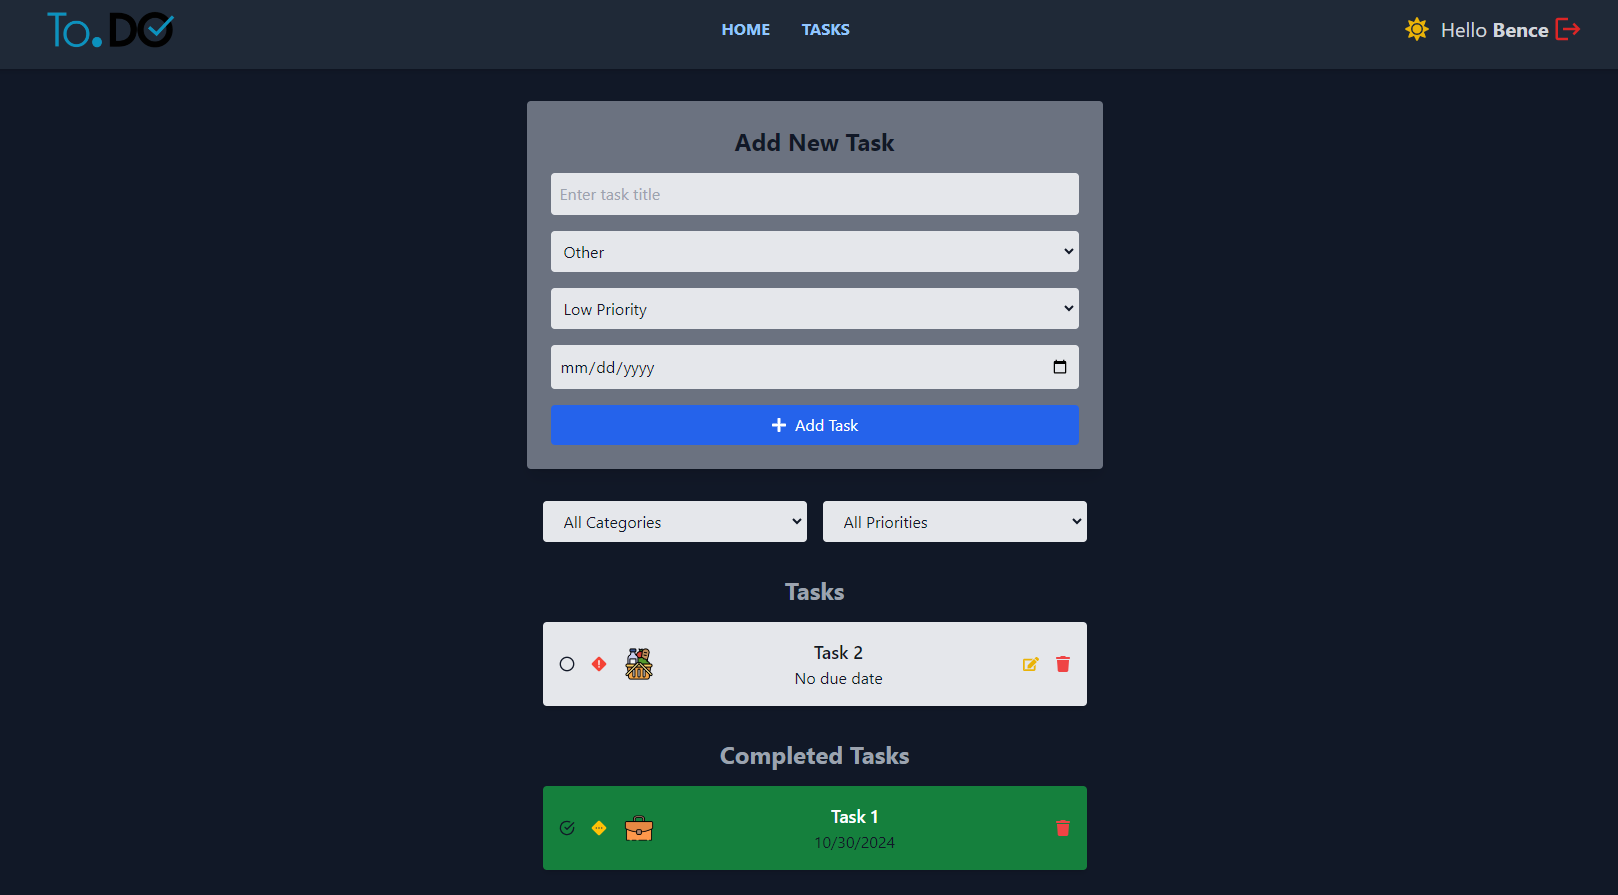 To.DO
HOME
TASKS
Hello Bence
Add New Task
Enter task title
Other
Low Priority
mm/dd/yyyy
Add Task
All Categories
All Priorities
Tasks
Task 2
No due date
Completed Tasks
Task 1
10/30/2024